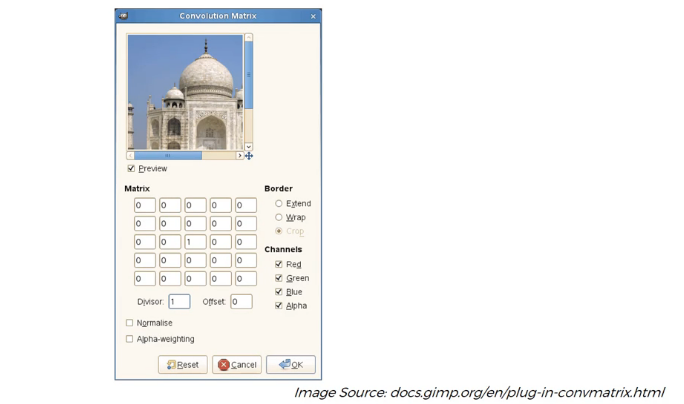 Convolution Matrix
Preview
Matrix
0 0 0 0 0
0 0 0 0 0
0 0 1 0 0
0 0 0 0 0
0 0 0 0 0
Border
Extend
Wrap
Crop
Channels
Red
Green
Blue
Alpha
Divisor: 1 Offset: 0
Normalise
Alpha-weighting
Reset Cancel OK
Image Source: docs.gimp.org/en/plug-in-convmatrix.html